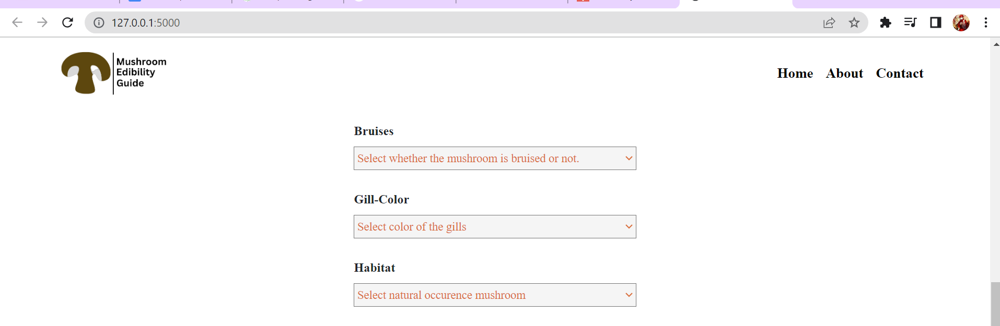 127.0.0.1:5000
Mushroom
Edibility
Guide
Home About Contact
Bruises
Select whether the mushroom is bruised or not.
Gill-Color
Select color of the gills
Habitat
Select natural occurence mushroom